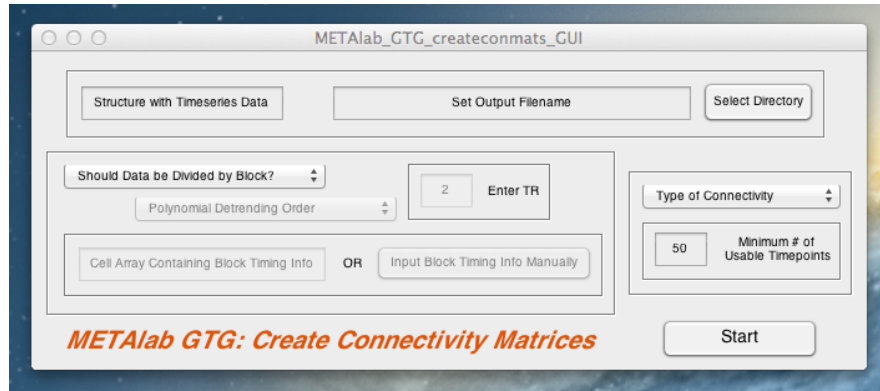 METAlab_GTG_createconmats_GUI
Structure with Timeseries Data
Set Output Filename
Select Directory
Should Data be Divided by Block?
Polynomial Detrending Order
2
Enter TR
Cell Array Containing Block Timing Info
OR
Input Block Timing Info Manually
Type of Connectivity
50
Minimum # of
Usable Timepoints
METAlab GTG: Create Connectivity Matrices
Start